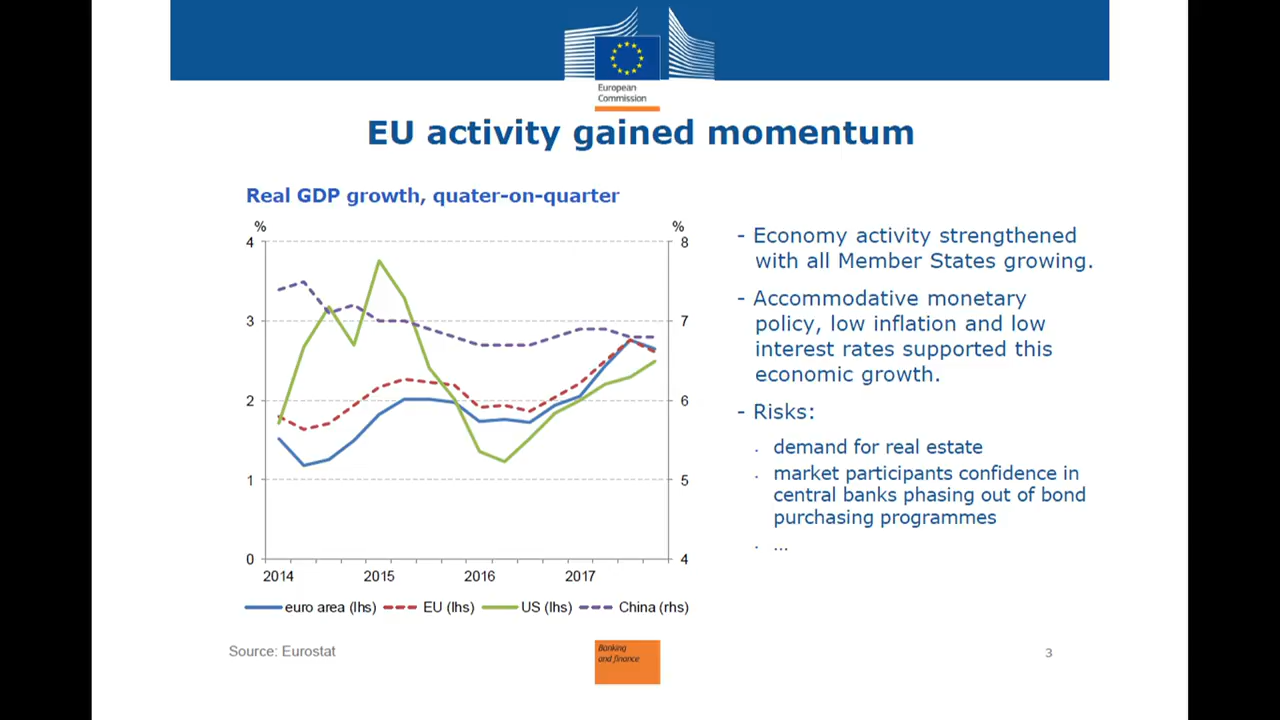 European
Commission
EU activity gained momentum
Real GDP growth, quater-on-quarter
% %
4 8
3 7
2 6
1 5
0 4
2014 2015 2016 2017
euro area (lhs) EU (lhs) US (lhs) China (rhs)
- Economy activity strengthened
with all Member States growing.
- Accommodative monetary
policy, low inflation and low
interest rates supported this
economic growth.
- Risks:
. demand for real estate
. market participants confidence in
central banks phasing out of bond
purchasing programmes
. ...
Source: Eurostat
Banking
and finance
3